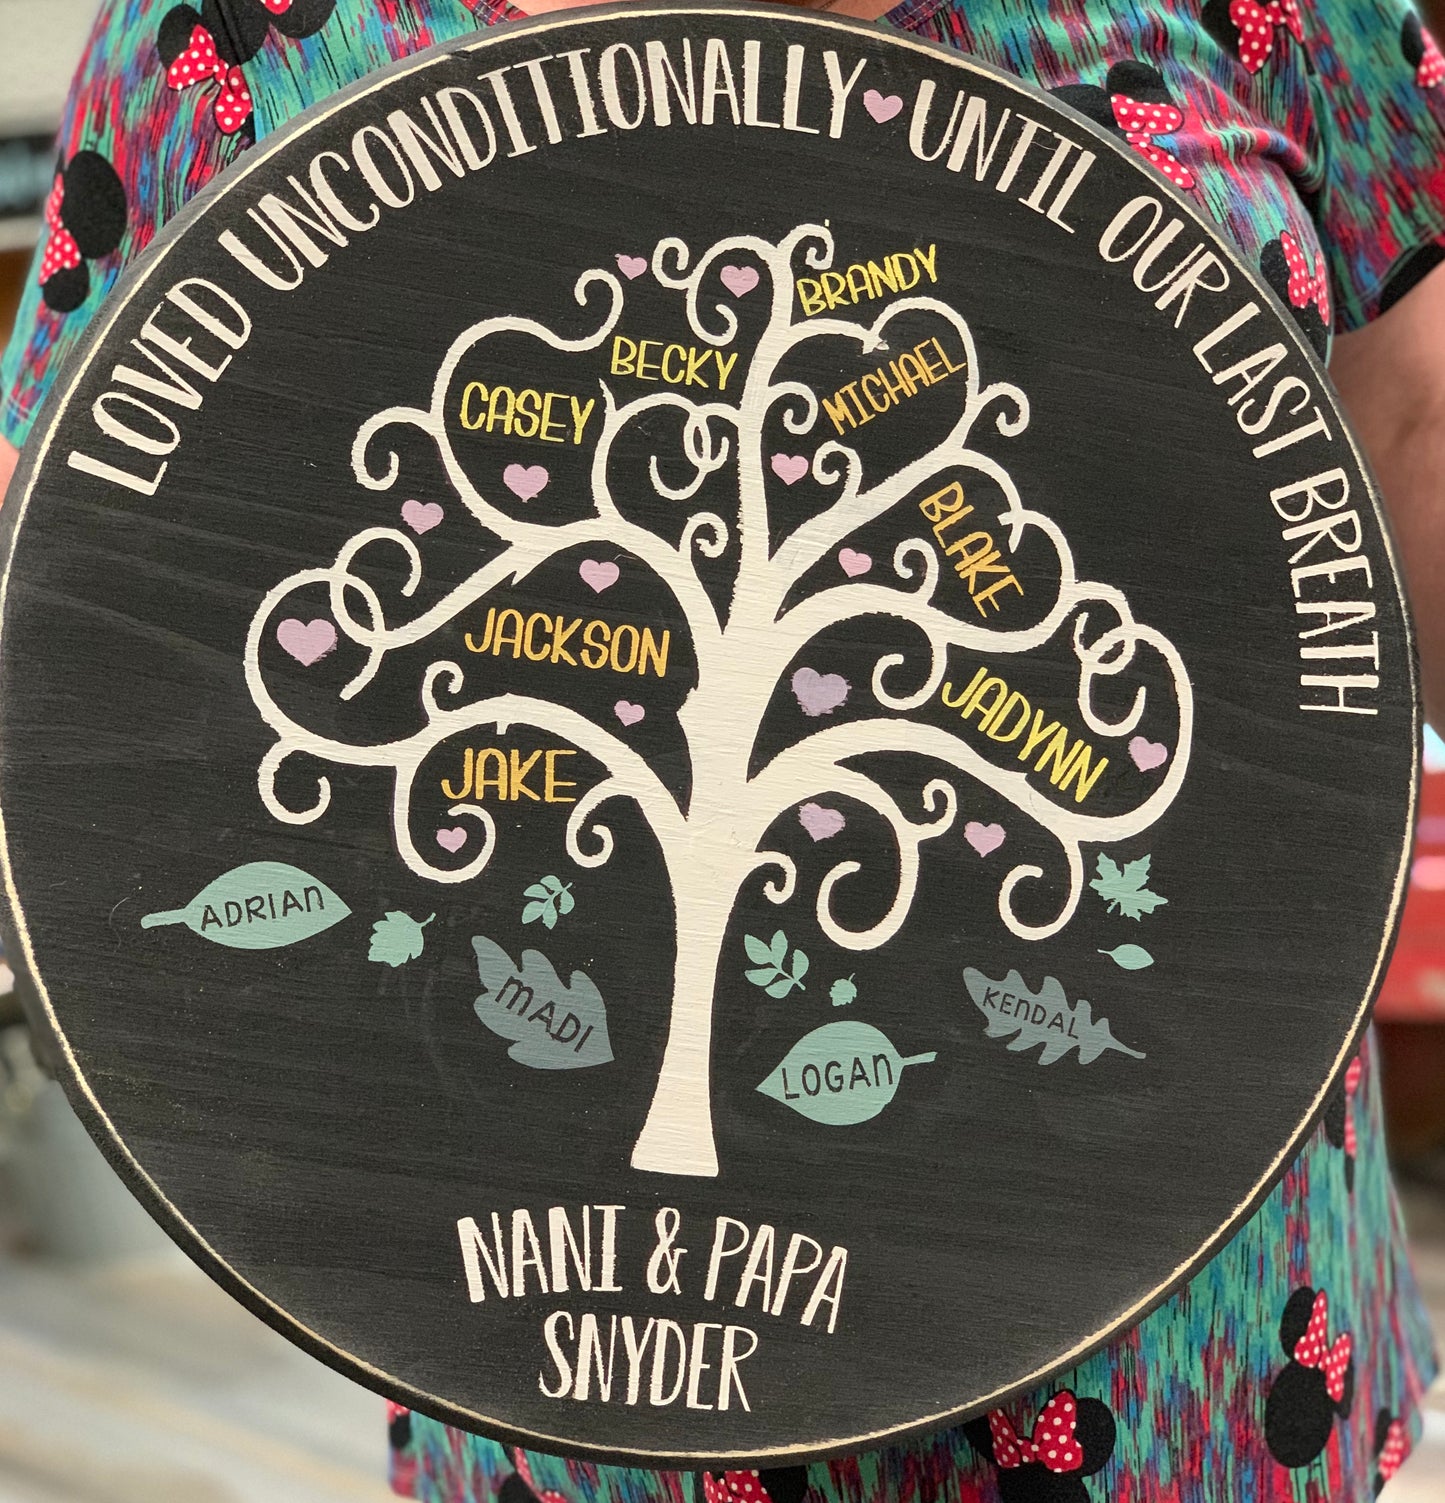 LOVED UNCONDITIONALLY UNTIL OUR LAST BREATH
BRANDY
BECKY
MICHAEL
CASEY
BLAKE
JACKSON
JADYNN
JAKE
ADRIAN
MADI
KENDAL
LOGAN
NANI & PAPA
SNYDER